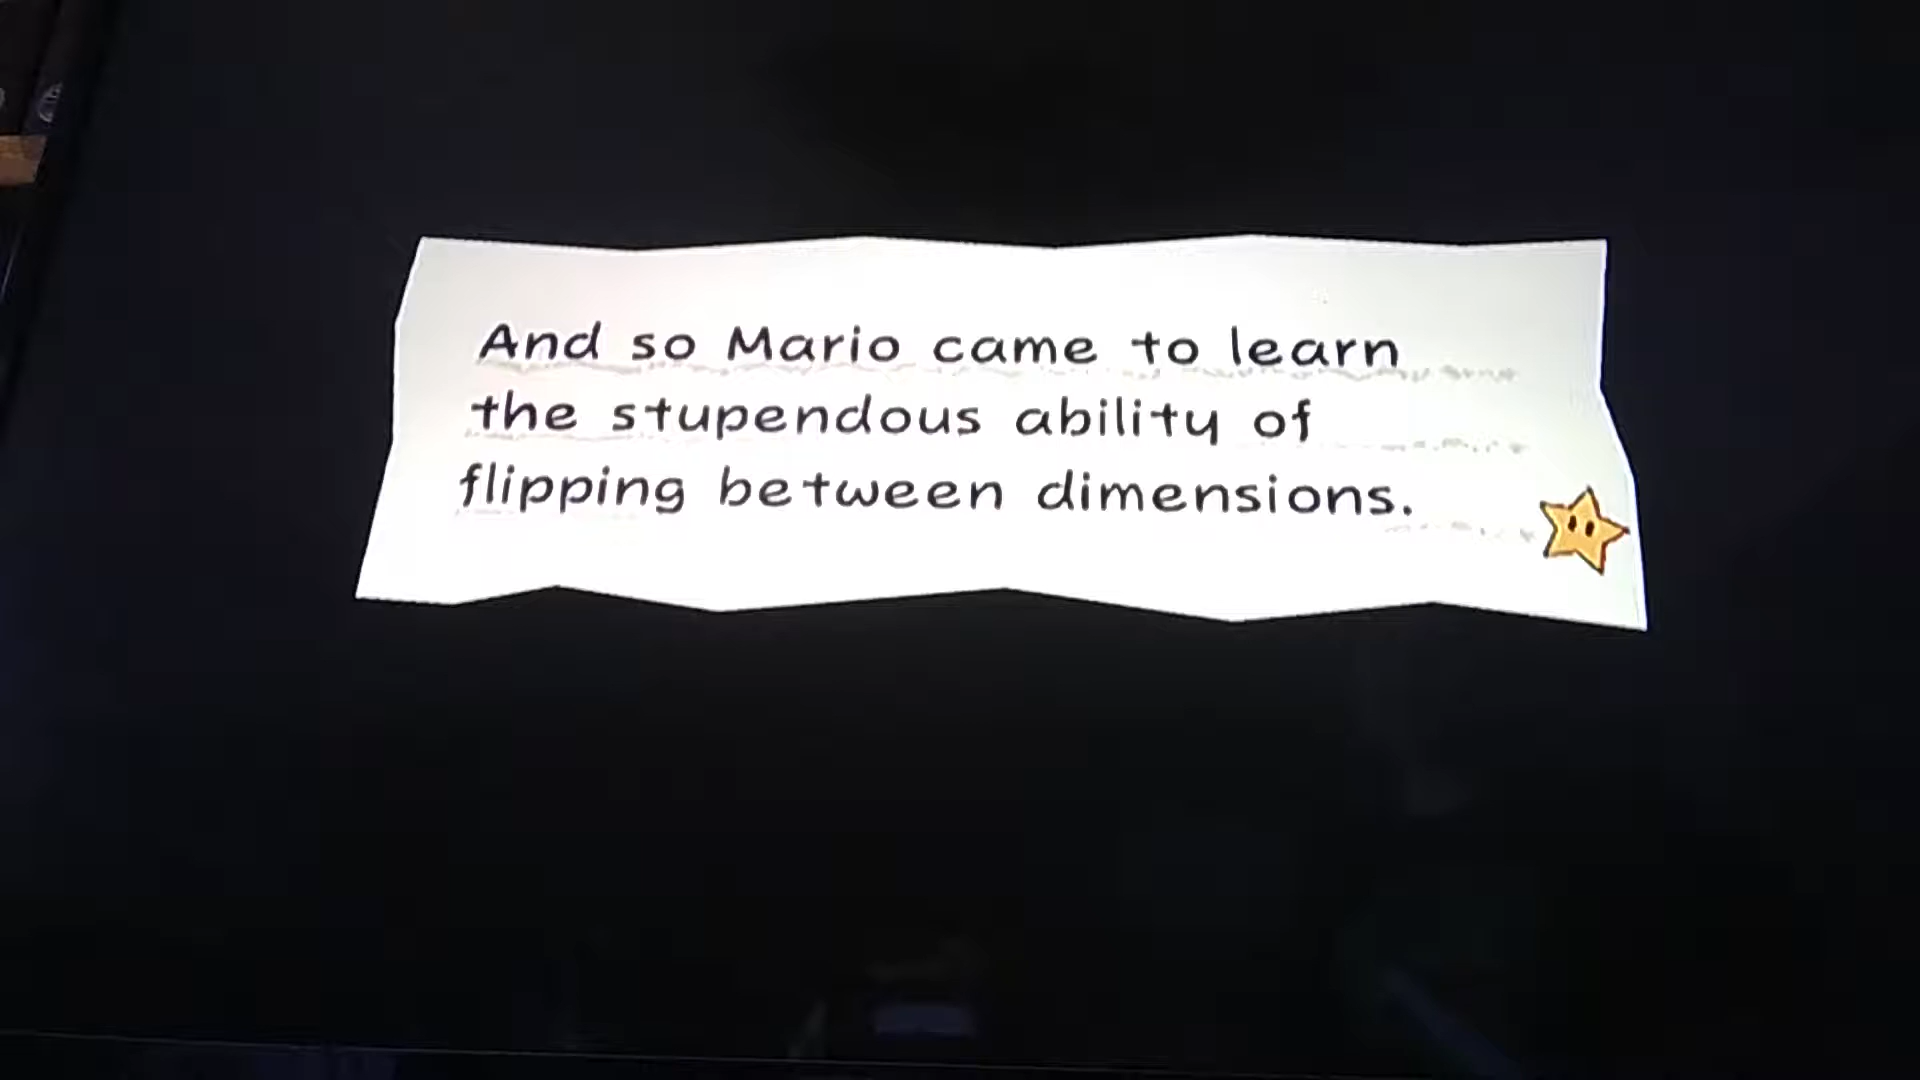 And so Mario came to learn
the stupendous ability of
flipping between dimensions.